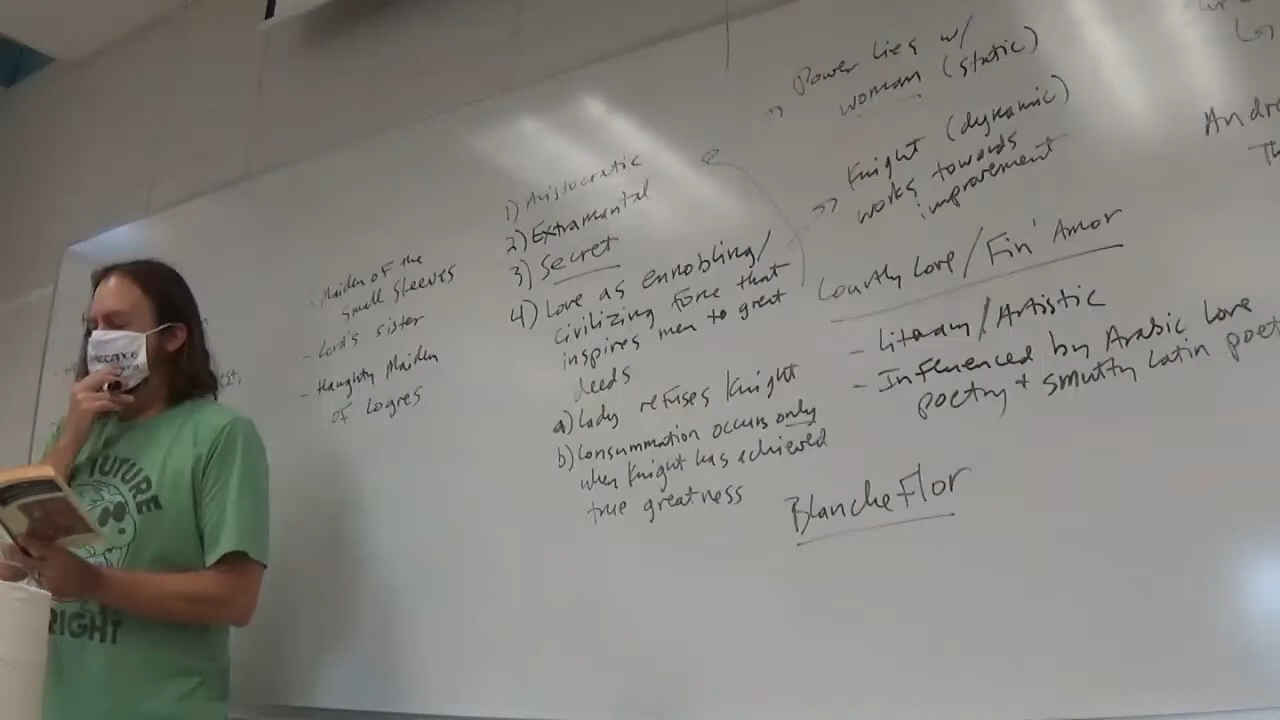 - Maiden of the
small sleeves
- Lord's sister
- Haughty Maiden
of Logres
1) Aristocratic
2) Extramarital
3) Secret
4) Love as ennobling/
civilizing force that
inspires men to great
deeds
a) Lady refuses Knight
b) Consummation occurs only
when Knight has achieved
true greatness
Power lies w/
woman (static)
Knight (dynamic)
works towards
improvement
Courtly Love/Fin' Amor
- Literary/Artistic
- Influenced by Arabic Love
poetry + smutty Latin poet
BlancheFlor
Andre
Th
FUTURE
RIGHT